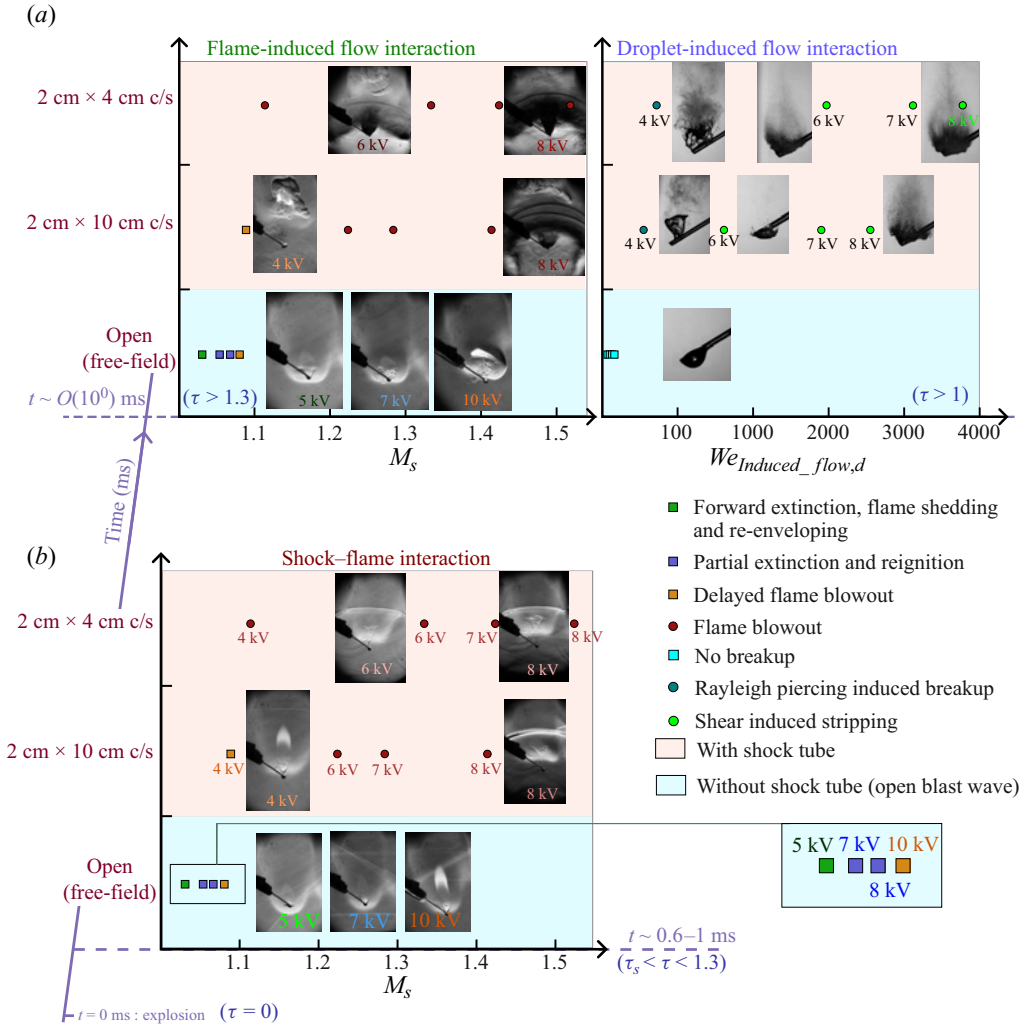 (a)
Flame-induced flow interaction
Droplet-induced flow interaction
2 cm × 4 cm c/s
6 kV
8 kV
4 kV
6 kV
7 kV
8 kV
2 cm × 10 cm c/s
4 kV
8 kV
4 kV
6 kV
7 kV
8 kV
Open
(free-field)
(τ > 1.3)
5 kV
7 kV
10 kV
(τ > 1)
t ~ O(10⁰) ms
1.1
1.2
1.3
1.4
1.5
M_s
100
1000
2000
3000
4000
We_{Induced_flow,d}
Time (ms)
Forward extinction, flame shedding
and re-enveloping
Partial extinction and reignition
Delayed flame blowout
Flame blowout
No breakup
Rayleigh piercing induced breakup
Shear induced stripping
With shock tube
Without shock tube (open blast wave)
(b)
Shock–flame interaction
2 cm × 4 cm c/s
4 kV
6 kV
6 kV
7 kV
8 kV
8 kV
2 cm × 10 cm c/s
4 kV
4 kV
6 kV
7 kV
8 kV
8 kV
Open
(free-field)
5 kV
7 kV
10 kV
5 kV
7 kV
10 kV
8 kV
t ~ 0.6–1 ms
(τ_s < τ < 1.3)
1.1
1.2
1.3
1.4
1.5
M_s
t = 0 ms : explosion
(τ = 0)